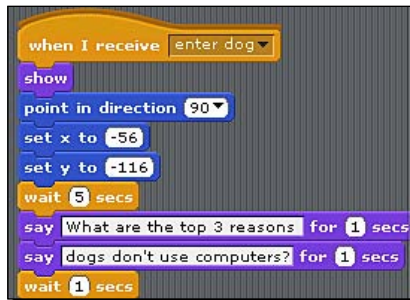 when I receive enter dog
show
point in direction 90
set x to -56
set y to -116
wait 5 secs
say What are the top 3 reasons for 1 secs
say dogs don't use computers? for 1 secs
wait 1 secs